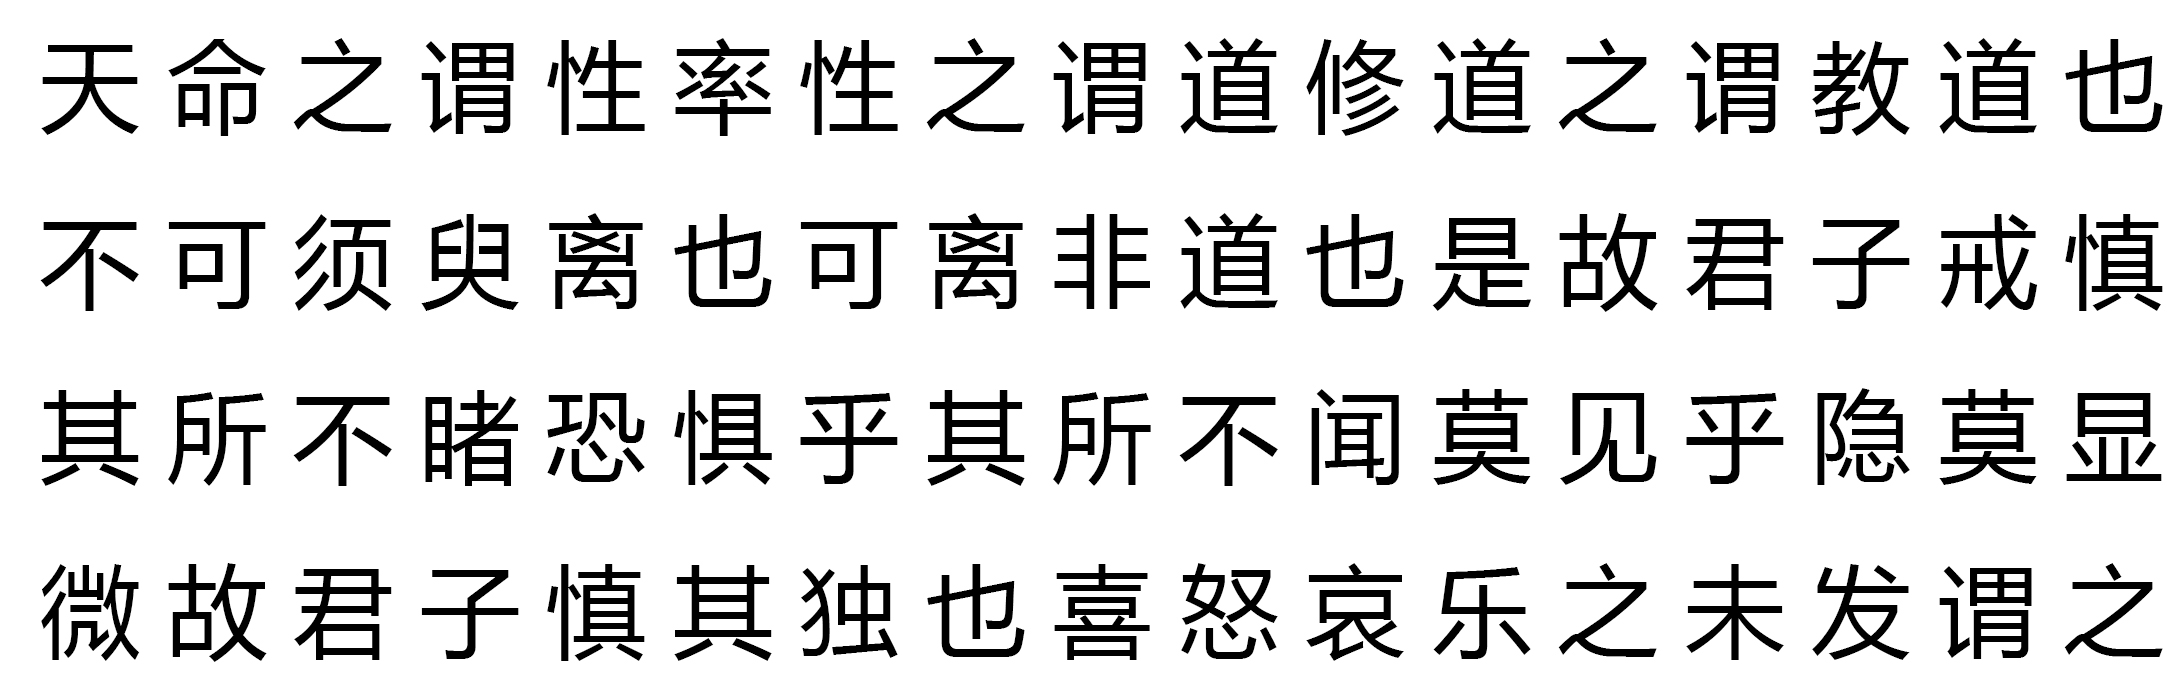 天命之谓性率性之谓道修道之谓教道也
不可须臾离也可离非道也是故君子戒慎
其所不睹恐惧乎其所不闻莫见乎隐莫显
微故君子慎其独也喜怒哀乐之未发谓之